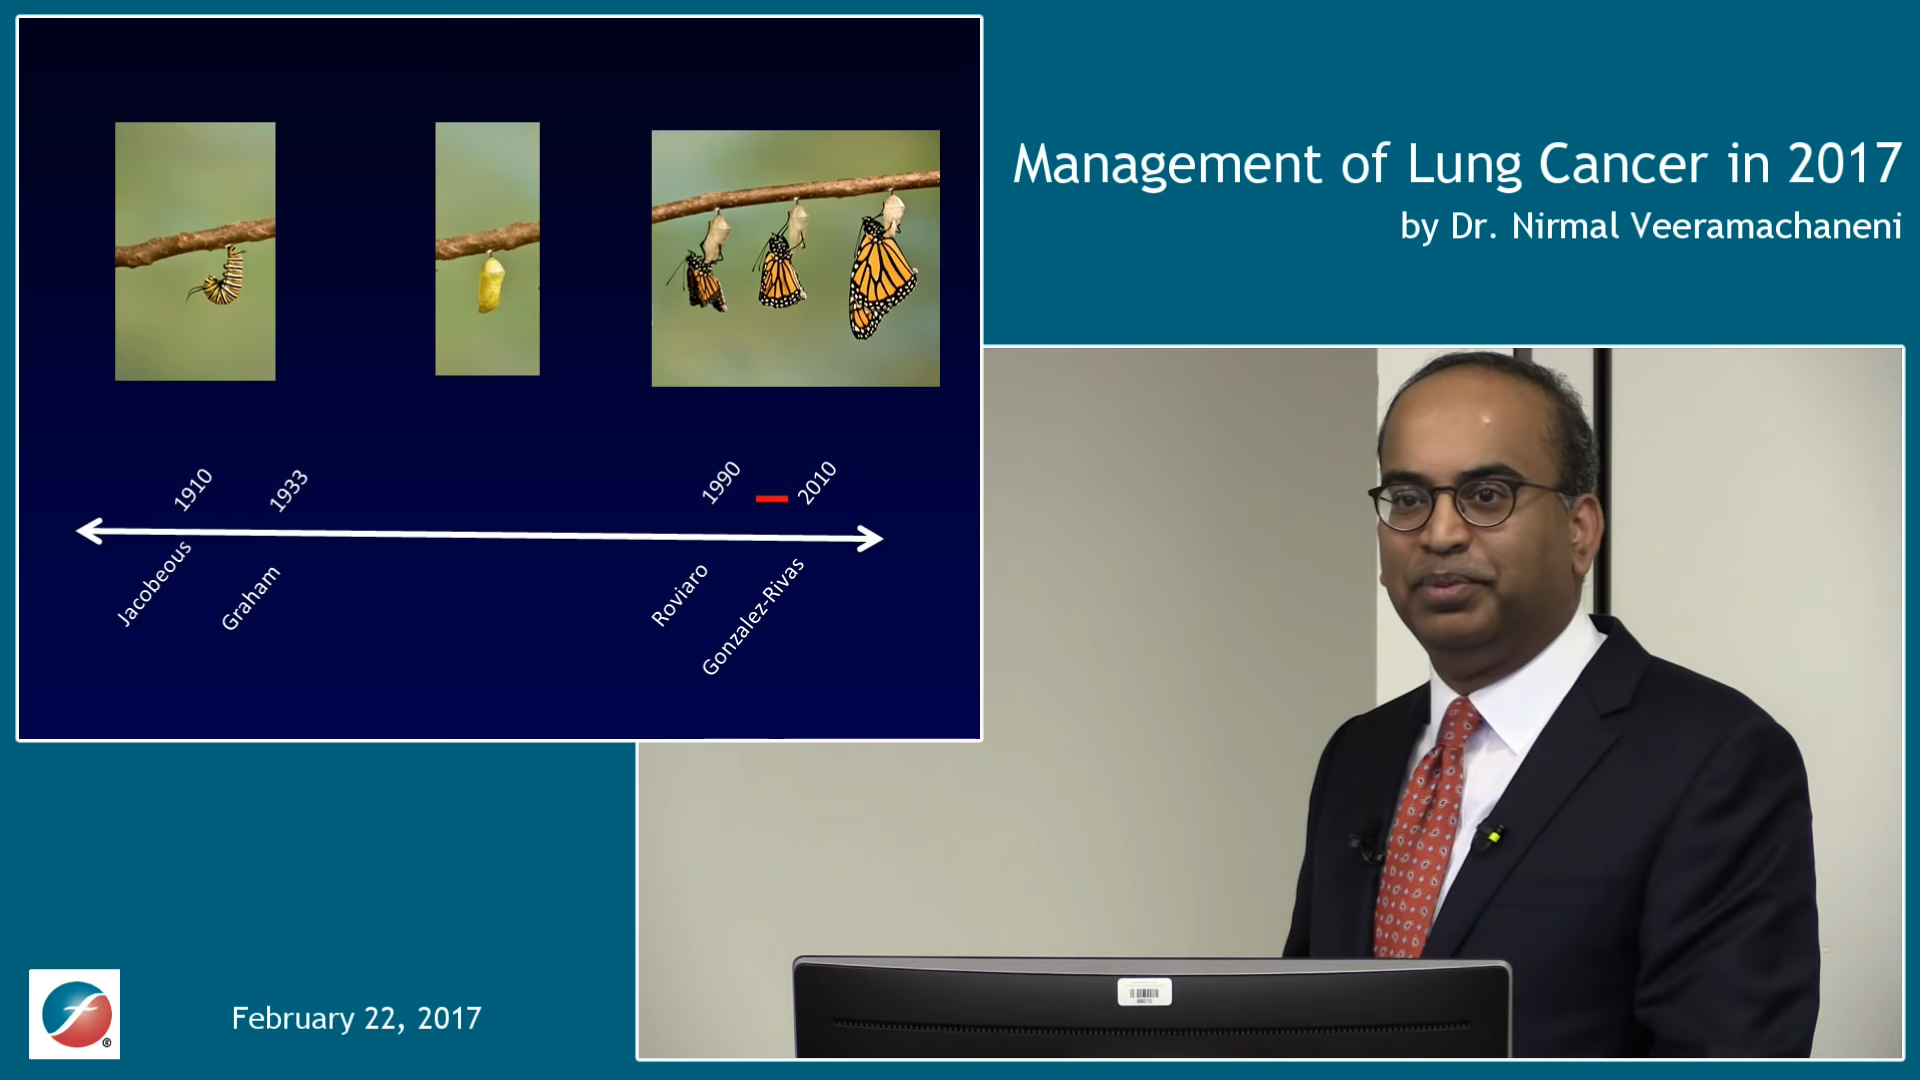 Management of Lung Cancer in 2017
by Dr. Nirmal Veeramachaneni
1910
1933
1990
2010
Jacobeous
Graham
Roviaro
Gonzalez-Rivas
February 22, 2017
f
®